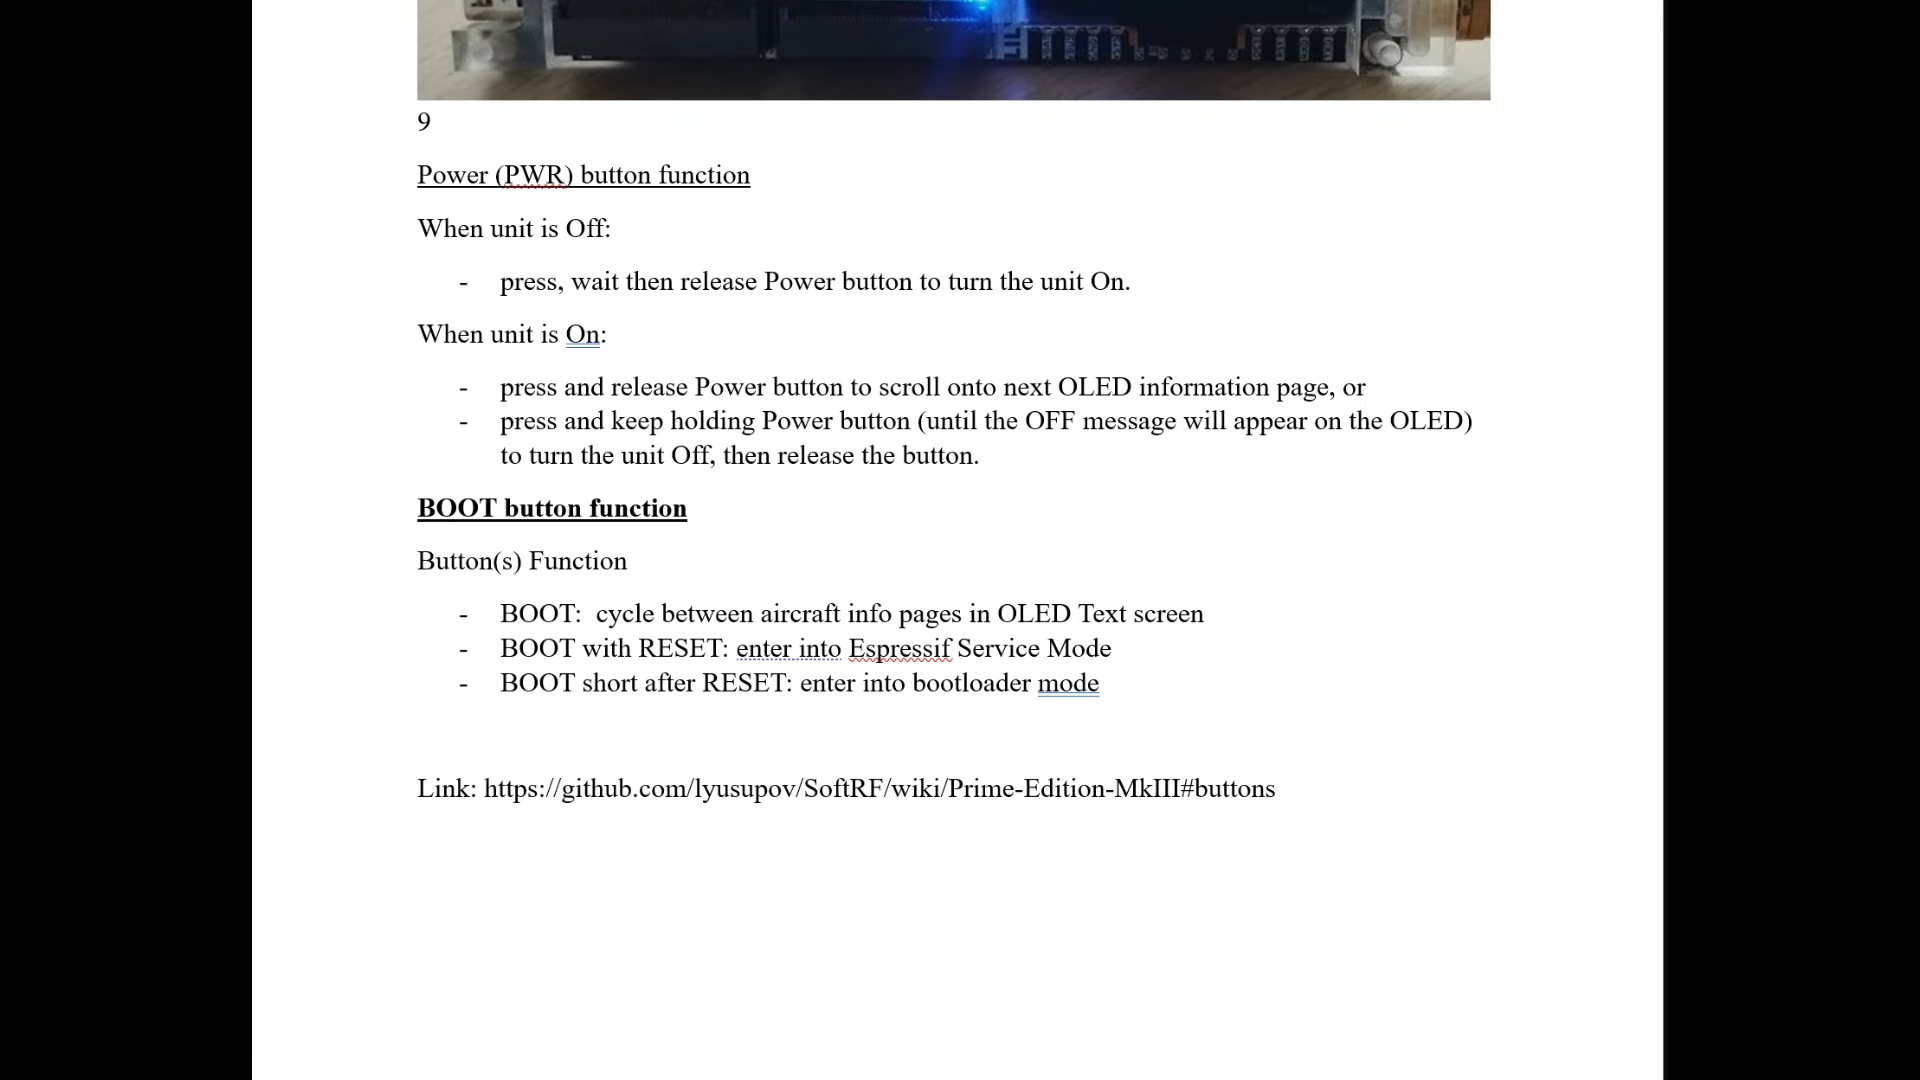 9
Power (PWR) button function
When unit is Off:
- press, wait then release Power button to turn the unit On.
When unit is On:
- press and release Power button to scroll onto next OLED information page, or
- press and keep holding Power button (until the OFF message will appear on the OLED)
to turn the unit Off, then release the button.
BOOT button function
Button(s) Function
- BOOT:  cycle between aircraft info pages in OLED Text screen
- BOOT with RESET: enter into Espressif Service Mode
- BOOT short after RESET: enter into bootloader mode
Link: https://github.com/lyusupov/SoftRF/wiki/Prime-Edition-MkIII#buttons